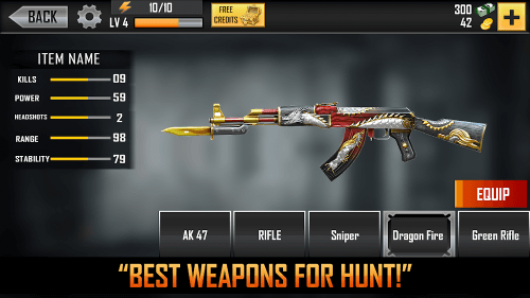 BACK
LV 4
10/10
FREE
CREDITS
300
42
ITEM NAME
KILLS 09
POWER 59
HEADSHOTS 2
RANGE 98
STABILITY 79
EQUIP
AK 47
RIFLE
Sniper
Dragon Fire
Green Rifle
“BEST WEAPONS FOR HUNT!”